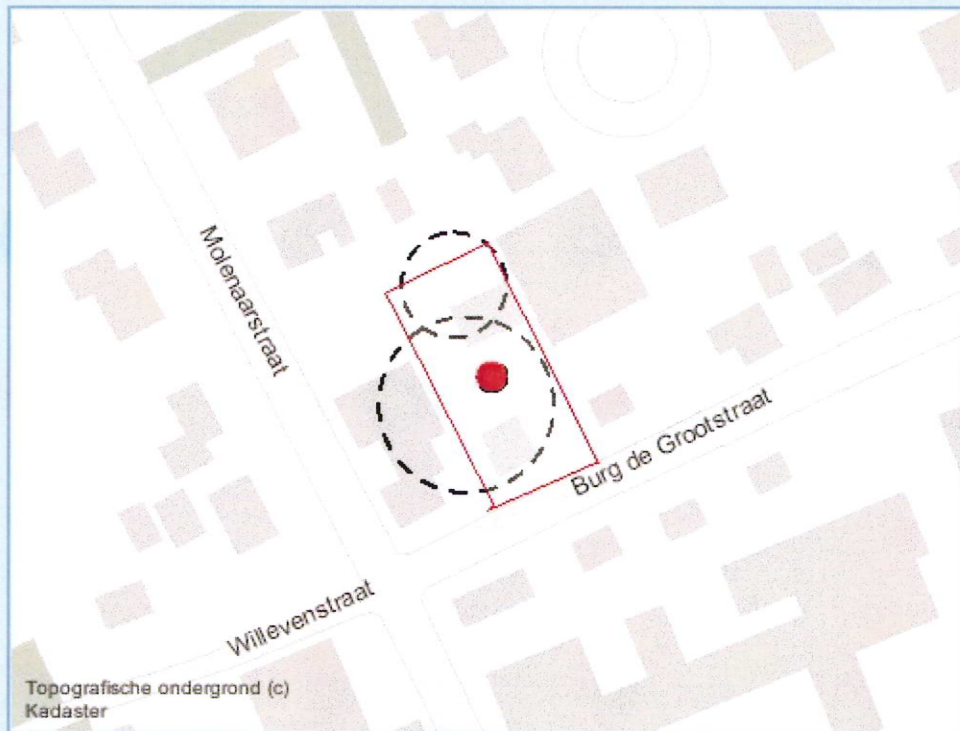 Molenaarstraat
Burg de Grootstraat
Willevenstraat
Topografische ondergrond (c)
Kadaster